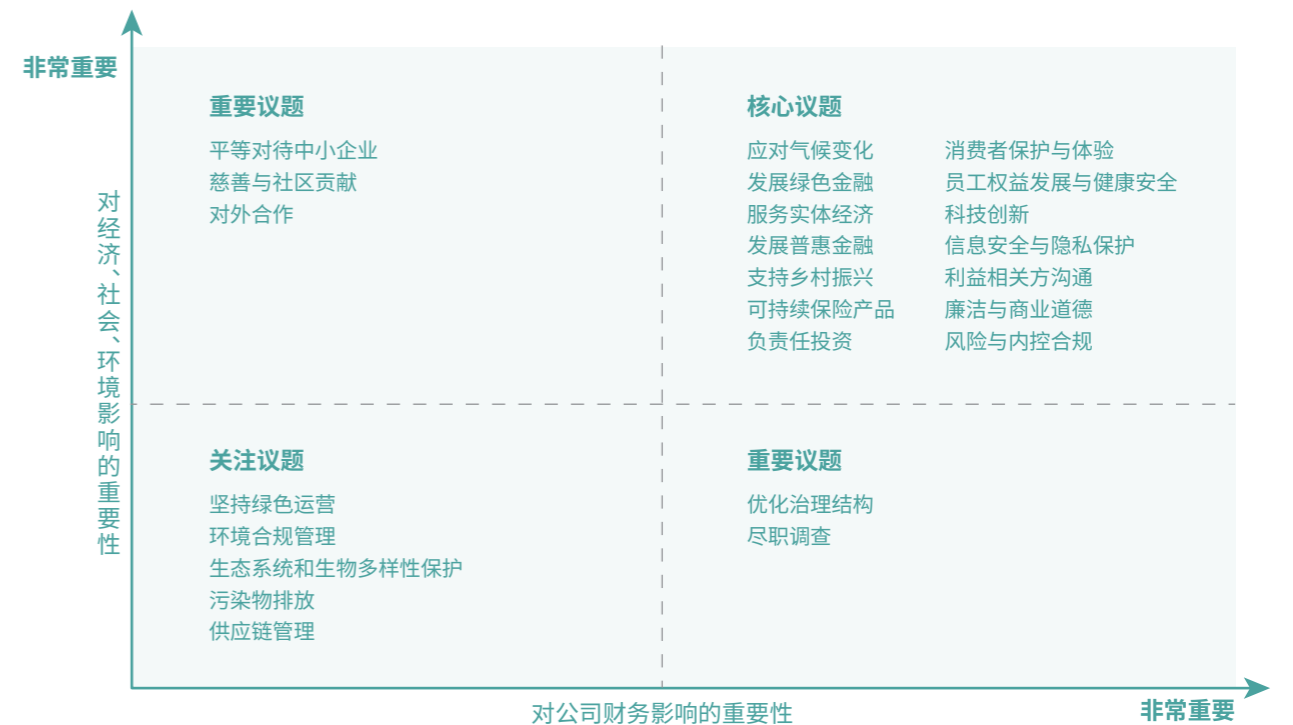 非常重要
对经济、社会、环境影响的重要性
重要议题
平等对待中小企业
慈善与社区贡献
对外合作
核心议题
应对气候变化
发展绿色金融
服务实体经济
发展普惠金融
支持乡村振兴
可持续保险产品
负责任投资
消费者保护与体验
员工权益发展与健康安全
科技创新
信息安全与隐私保护
利益相关方沟通
廉洁与商业道德
风险与内控合规
关注议题
坚持绿色运营
环境合规管理
生态系统和生物多样性保护
污染物排放
供应链管理
重要议题
优化治理结构
尽职调查
对公司财务影响的重要性
非常重要